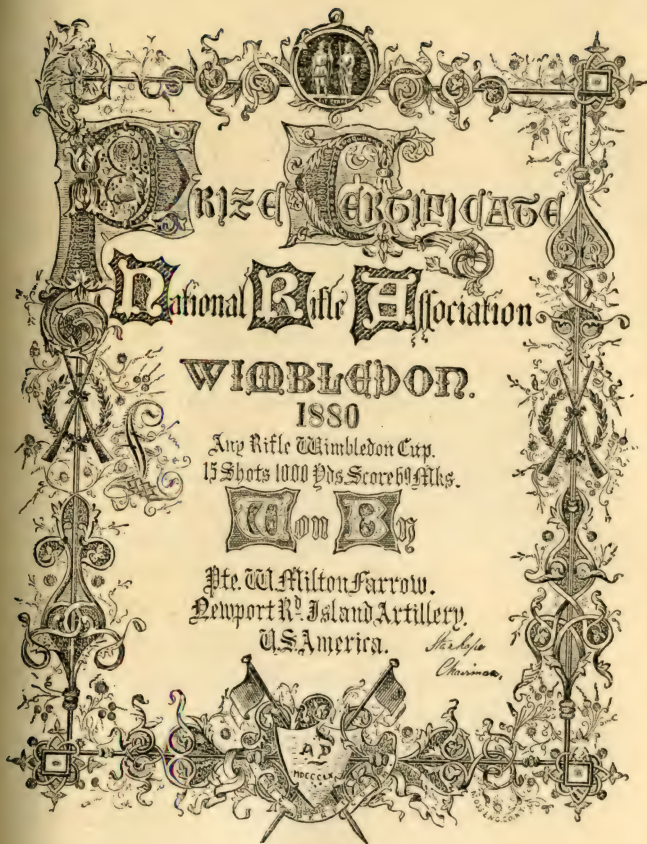 Prize Certificate
National Rifle Association
WIMBLEDON.
1880
Any Rifle Wimbledon Cup.
15 Shots 1000 Yds. Score 69 Mks.
Won By
Pte. W. Milton Farrow.
Newport Rd. Island Artillery.
U.S. America.
Stanhope
Chairman,
AD
MDCCCLX